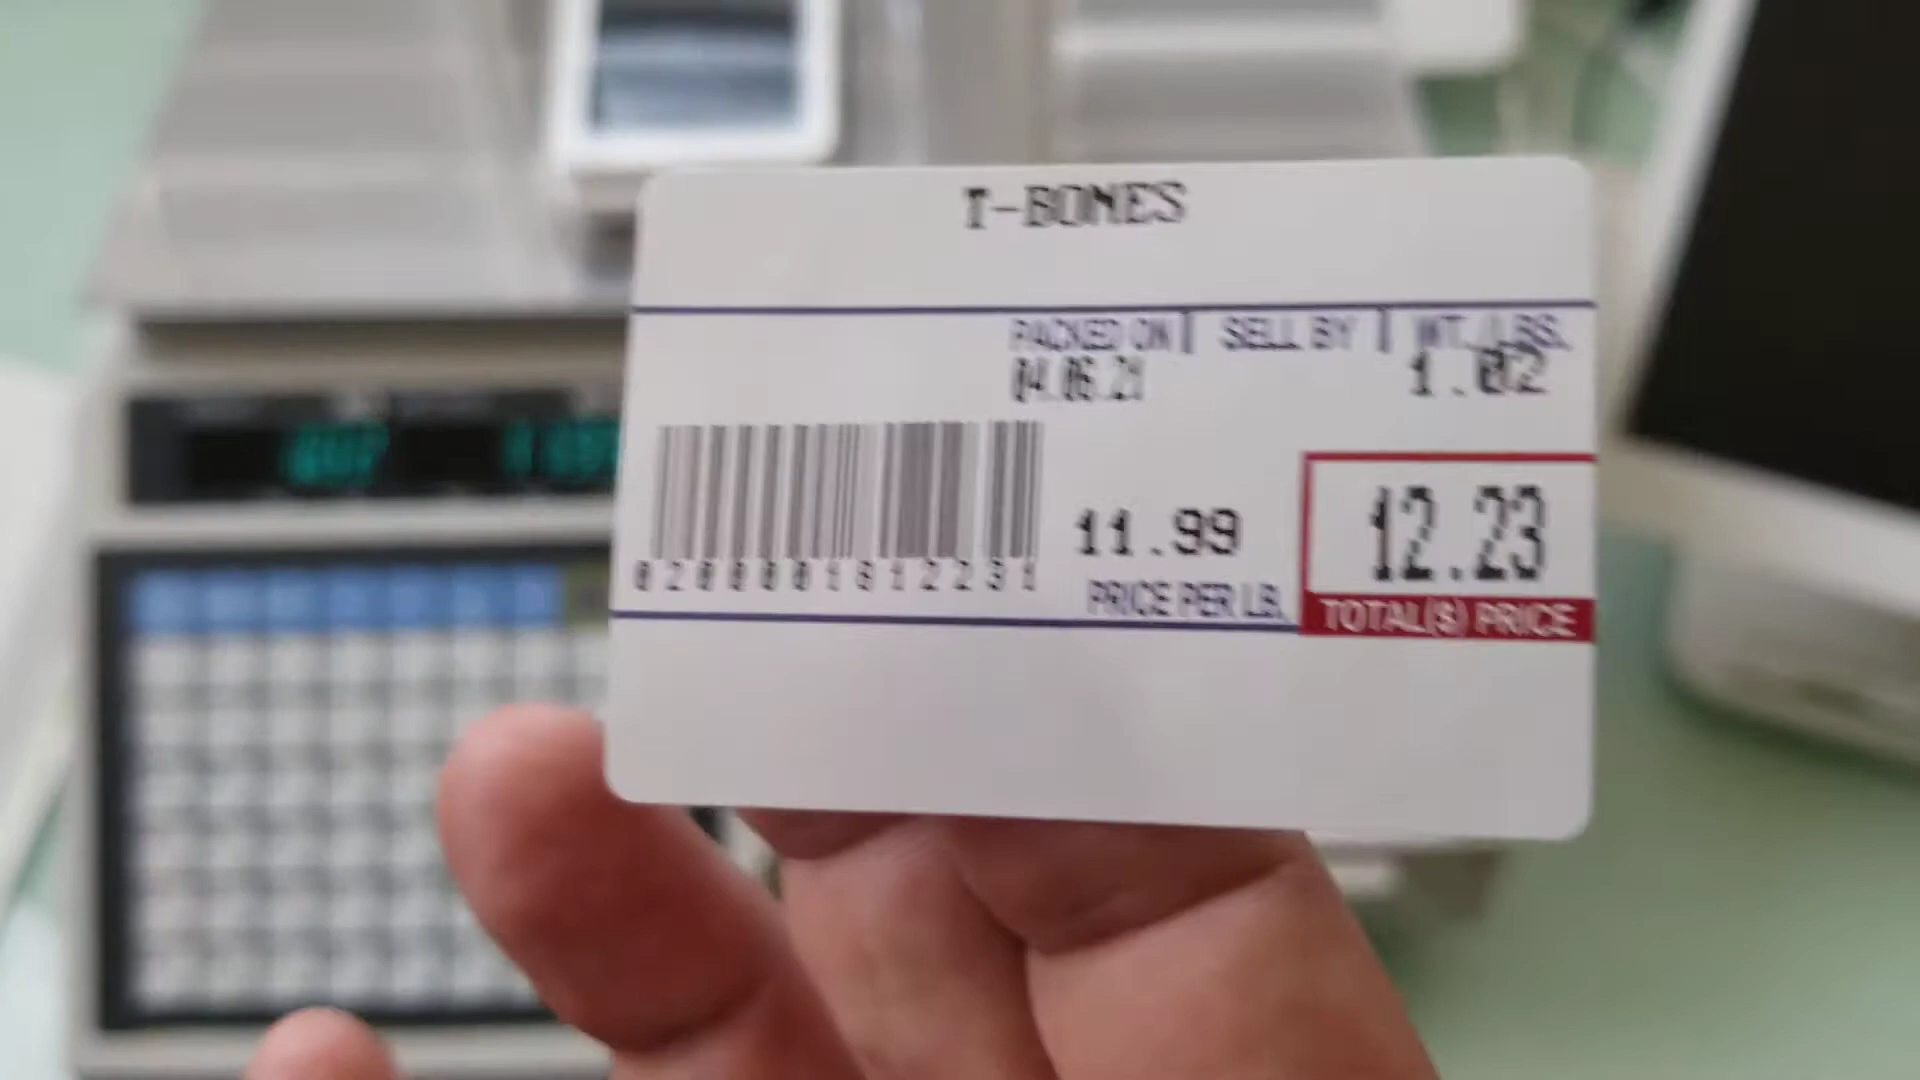 T-BONES
PACKED ON | SELL BY | WT./LBS.
04.06.21 1.02
11.99 12.23
0200001812231
PRICE PER LB. TOTAL($) PRICE